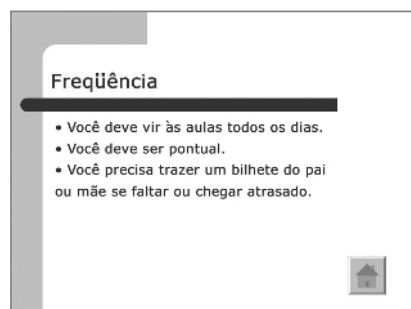 Freqüência
• Você deve vir às aulas todos os dias.
• Você deve ser pontual.
• Você precisa trazer um bilhete do pai
ou mãe se faltar ou chegar atrasado.